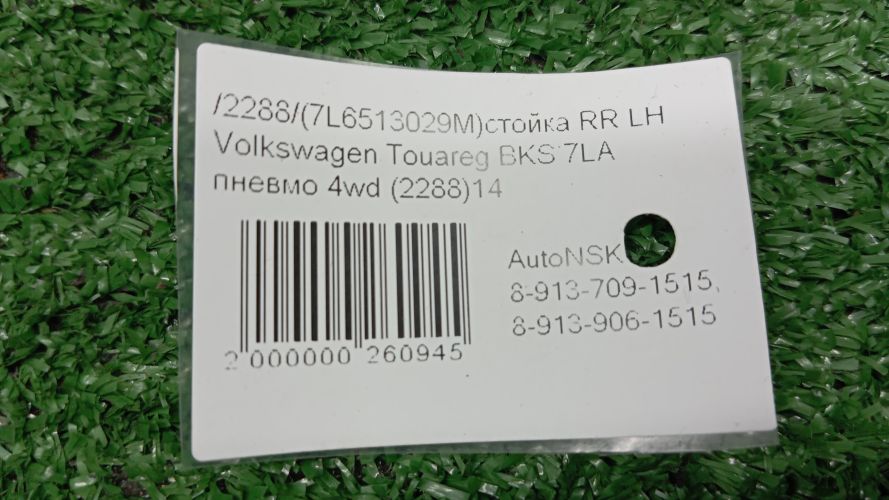 /2288/(7L6513029M)стойка RR LH
Volkswagen Touareg BKS 7LA
пневмо 4wd (2288)14
AutoNSK
8-913-709-1515,
8-913-906-1515
2 000000 260945